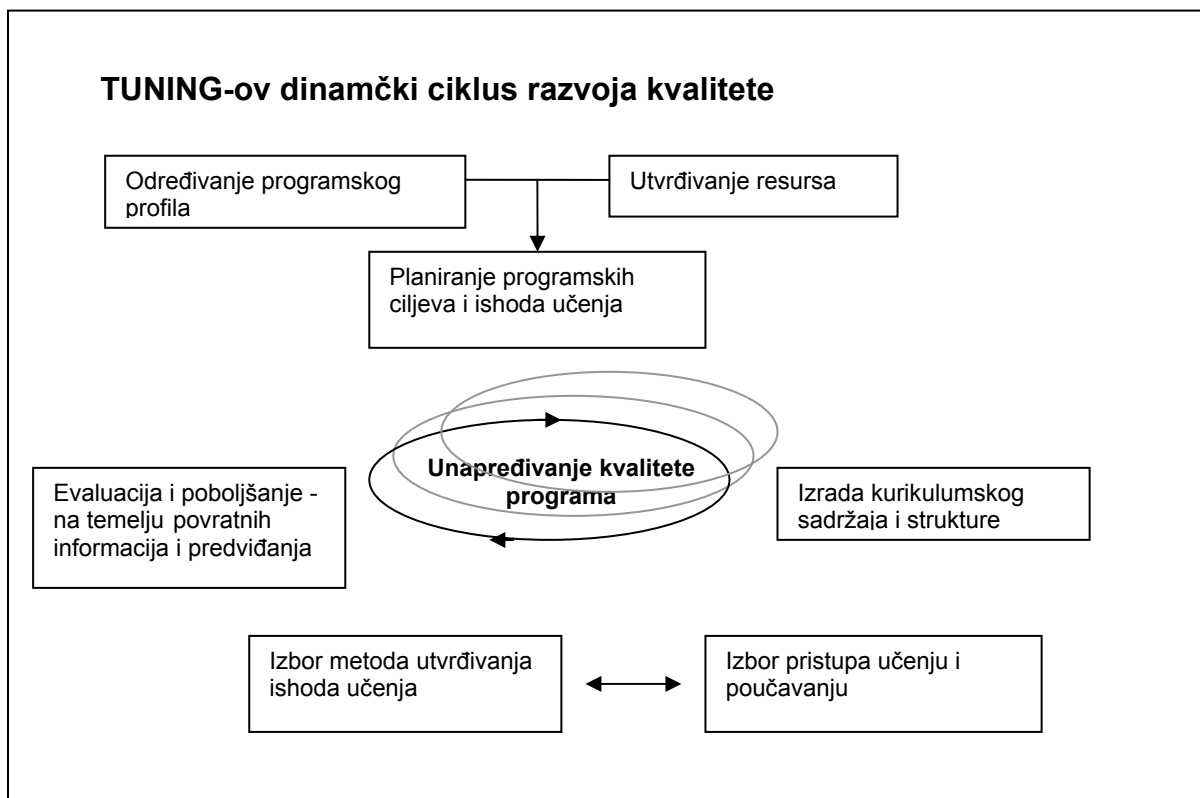 TUNING-ov dinamčki ciklus razvoja kvalitete
Određivanje programskog
profila
Utvrđivanje resursa
Planiranje programskih
ciljeva i ishoda učenja
Unapređivanje kvalitete
programa
Evaluacija i poboljšanje -
na temelju povratnih
informacija i predviđanja
Izrada kurikulumskog
sadržaja i strukture
Izbor metoda utvrđivanja
ishoda učenja
Izbor pristupa učenju i
poučavanju